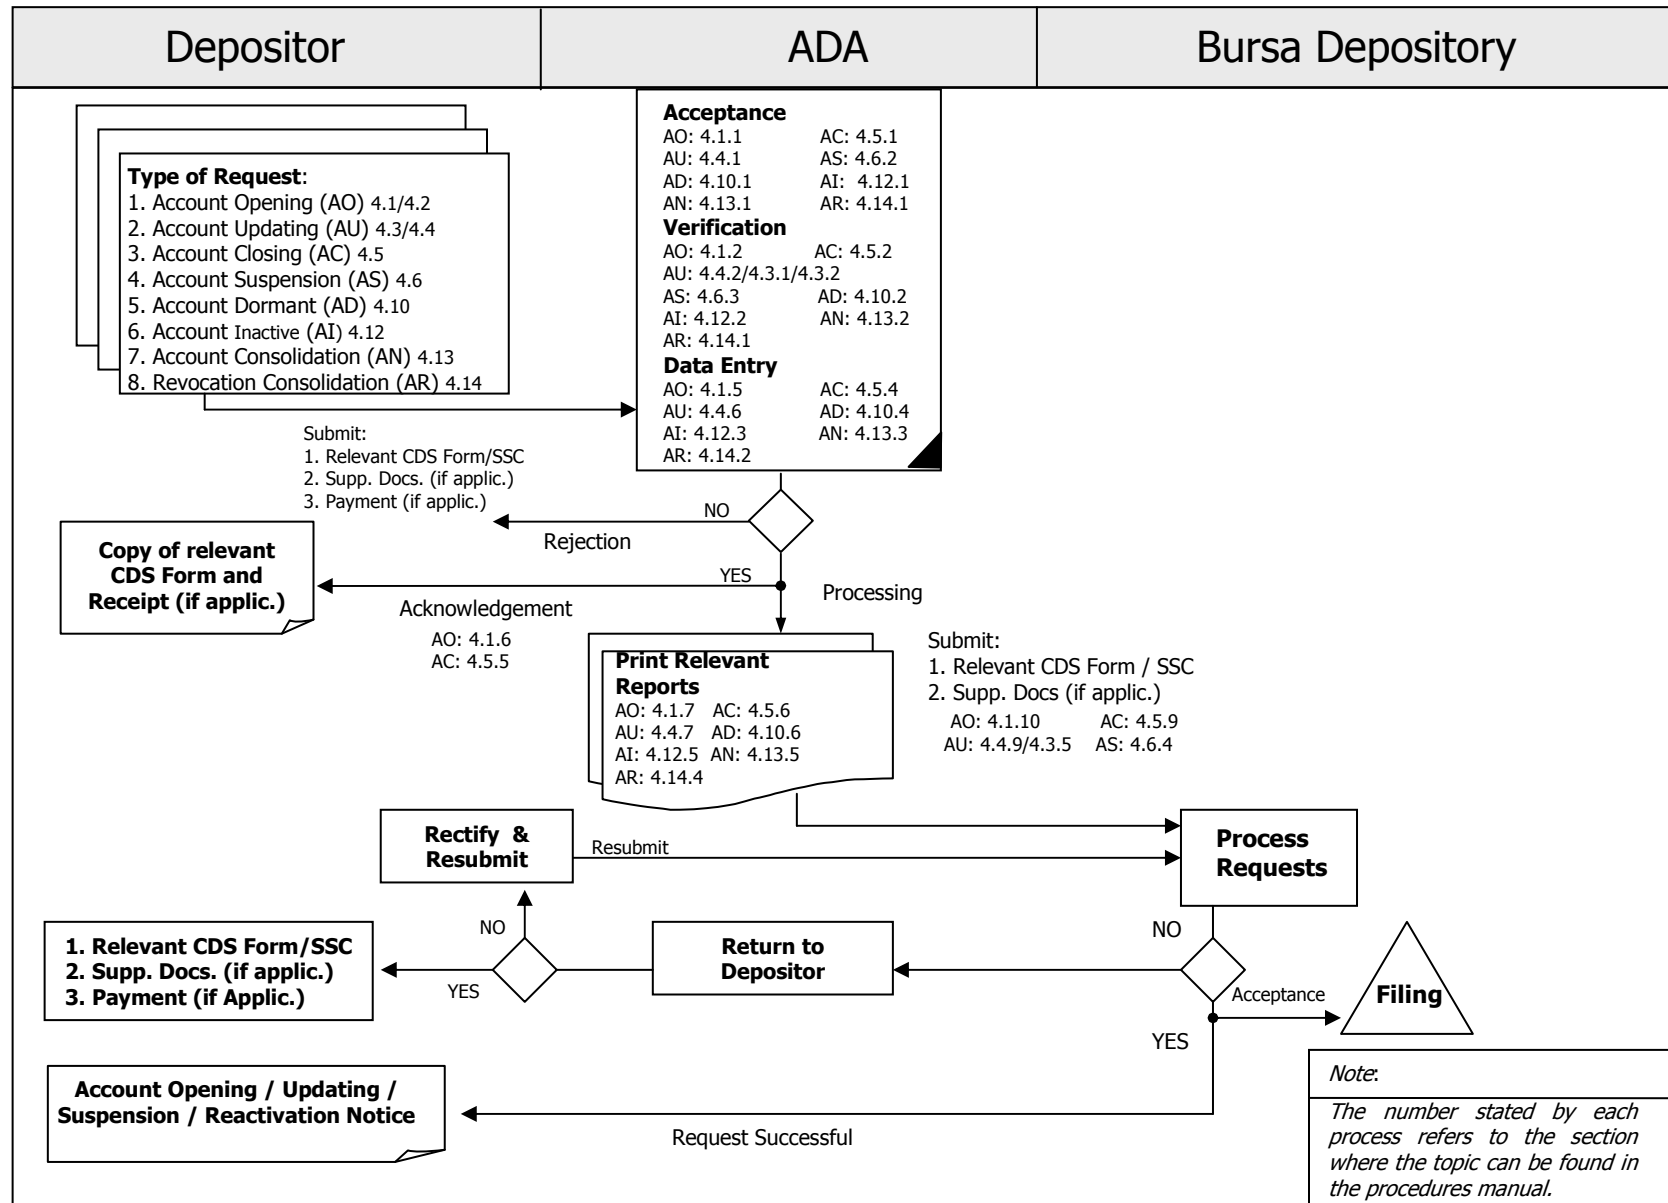 Depositor
ADA
Bursa Depository
Type of Request:
1. Account Opening (AO) 4.1/4.2
2. Account Updating (AU) 4.3/4.4
3. Account Closing (AC) 4.5
4. Account Suspension (AS) 4.6
5. Account Dormant (AD) 4.10
6. Account Inactive (AI) 4.12
7. Account Consolidation (AN) 4.13
8. Revocation Consolidation (AR) 4.14
Acceptance
AO: 4.1.1 AC: 4.5.1
AU: 4.4.1 AS: 4.6.2
AD: 4.10.1 AI: 4.12.1
AN: 4.13.1 AR: 4.14.1
Verification
AO: 4.1.2 AC: 4.5.2
AU: 4.4.2/4.3.1/4.3.2
AS: 4.6.3 AD: 4.10.2
AI: 4.12.2 AN: 4.13.2
AR: 4.14.1
Data Entry
AO: 4.1.5 AC: 4.5.4
AU: 4.4.6 AD: 4.10.4
AI: 4.12.3 AN: 4.13.3
AR: 4.14.2
Submit:
1. Relevant CDS Form/SSC
2. Supp. Docs. (if applic.)
3. Payment (if applic.)
NO
Rejection
Copy of relevant
CDS Form and
Receipt (if applic.)
YES
Acknowledgement
AO: 4.1.6
AC: 4.5.5
Processing
Print Relevant
Reports
AO: 4.1.7 AC: 4.5.6
AU: 4.4.7 AD: 4.10.6
AI: 4.12.5 AN: 4.13.5
AR: 4.14.4
Submit:
1. Relevant CDS Form / SSC
2. Supp. Docs (if applic.)
AO: 4.1.10 AC: 4.5.9
AU: 4.4.9/4.3.5 AS: 4.6.4
Rectify &
Resubmit
Resubmit
Process
Requests
NO
NO
1. Relevant CDS Form/SSC
2. Supp. Docs. (if applic.)
3. Payment (if Applic.)
YES
Return to
Depositor
Acceptance
Filing
YES
Account Opening / Updating /
Suspension / Reactivation Notice
Request Successful
Note:
The number stated by each
process refers to the section
where the topic can be found in
the procedures manual.